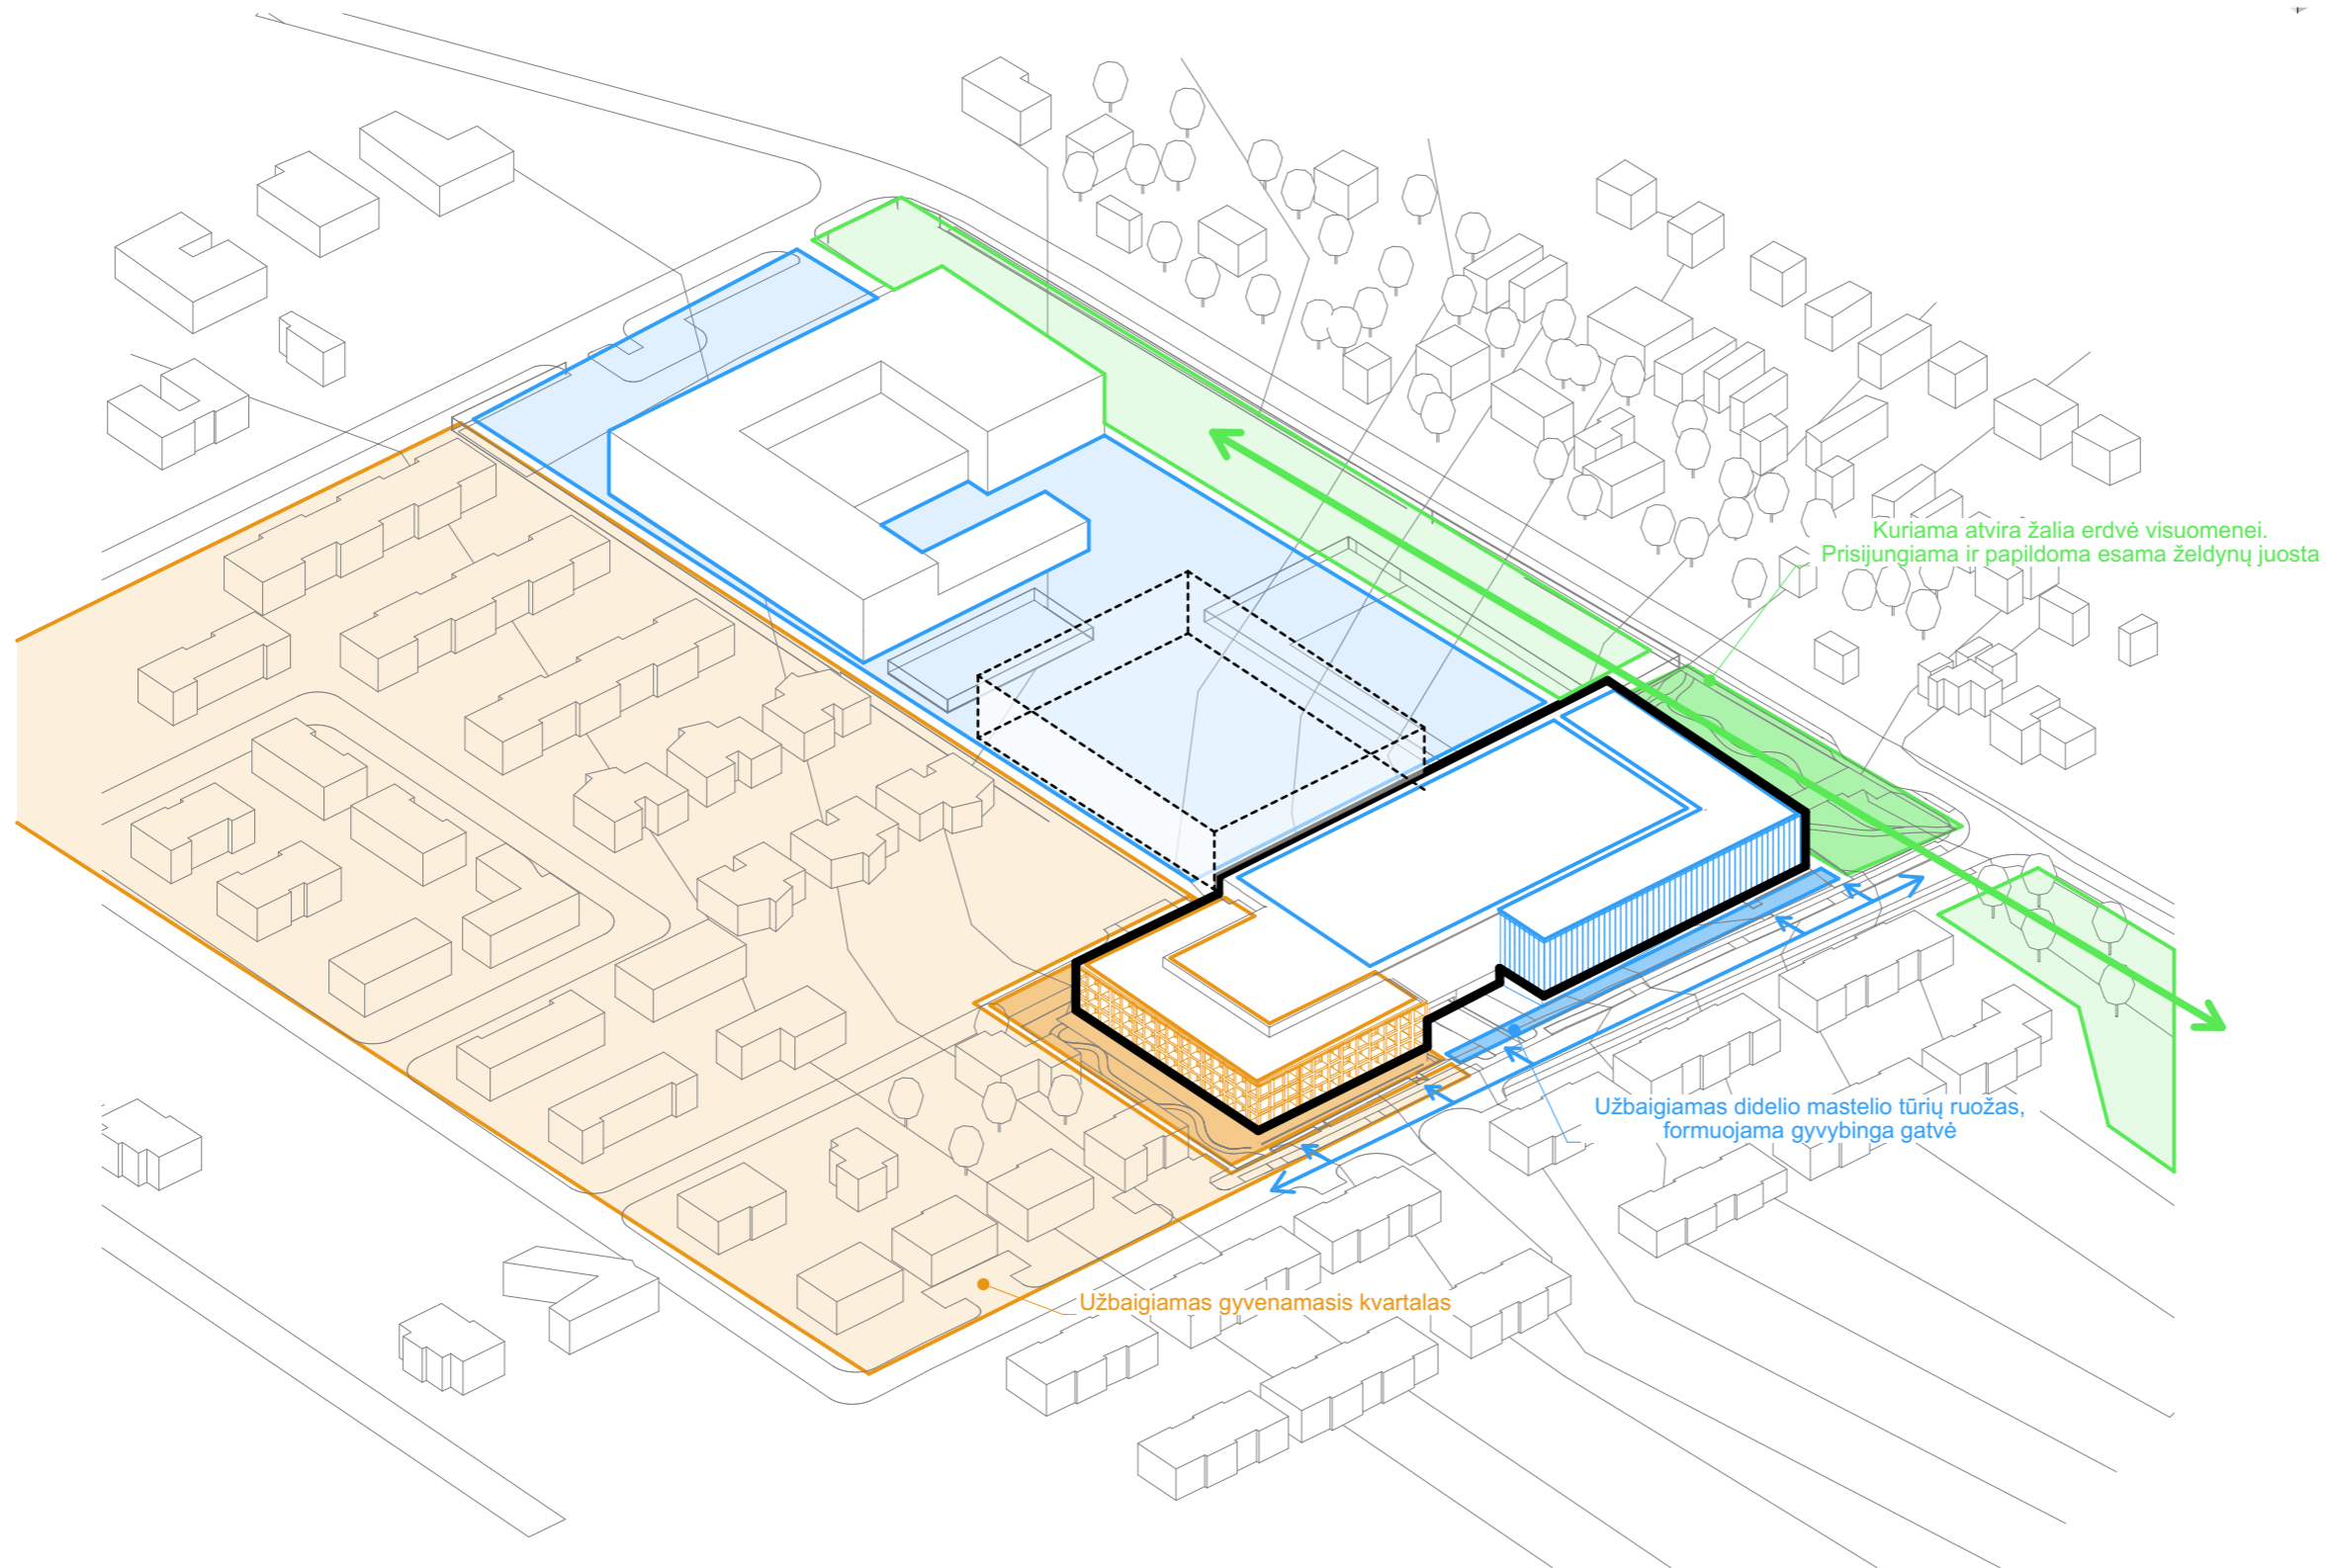 Kuriama atvira žalia erdvė visuomenei.
Prisijungiama ir papildoma esama želdynų juosta
Užbaigiamas didelio mastelio tūrių ruožas,
formuojama gyvybinga gatvė
Užbaigiamas gyvenamasis kvartalas